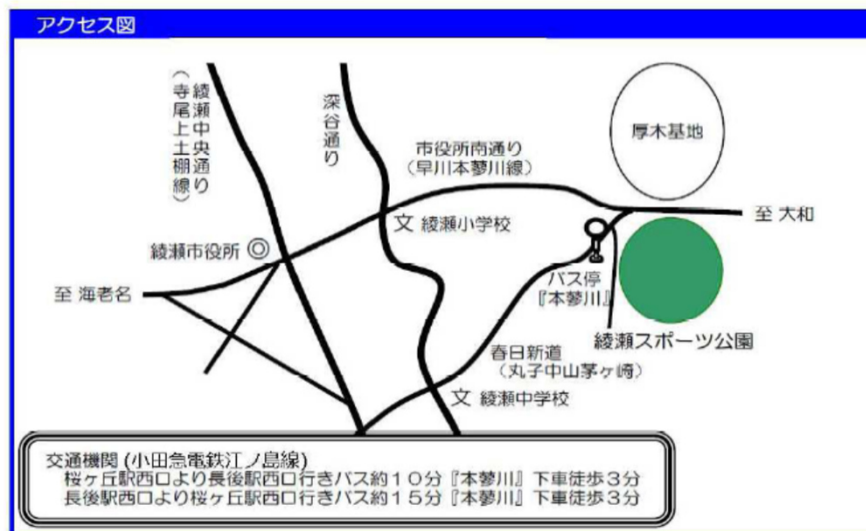 アクセス図
綾瀬中央通り
（寺尾上土棚線）
深谷通り
市役所南通り
（早川本蓼川線）
厚木基地
至 大和
文 綾瀬小学校
綾瀬市役所 ◎
至 海老名
バス停
『本蓼川』
綾瀬スポーツ公園
春日新道
（丸子中山茅ヶ崎）
文 綾瀬中学校
交通機関 (小田急電鉄江ノ島線)
桜ヶ丘駅西口より長後駅西口行きバス約１０分『本蓼川』下車徒歩３分
長後駅西口より桜ヶ丘駅西口行きバス約１５分『本蓼川』下車徒歩３分